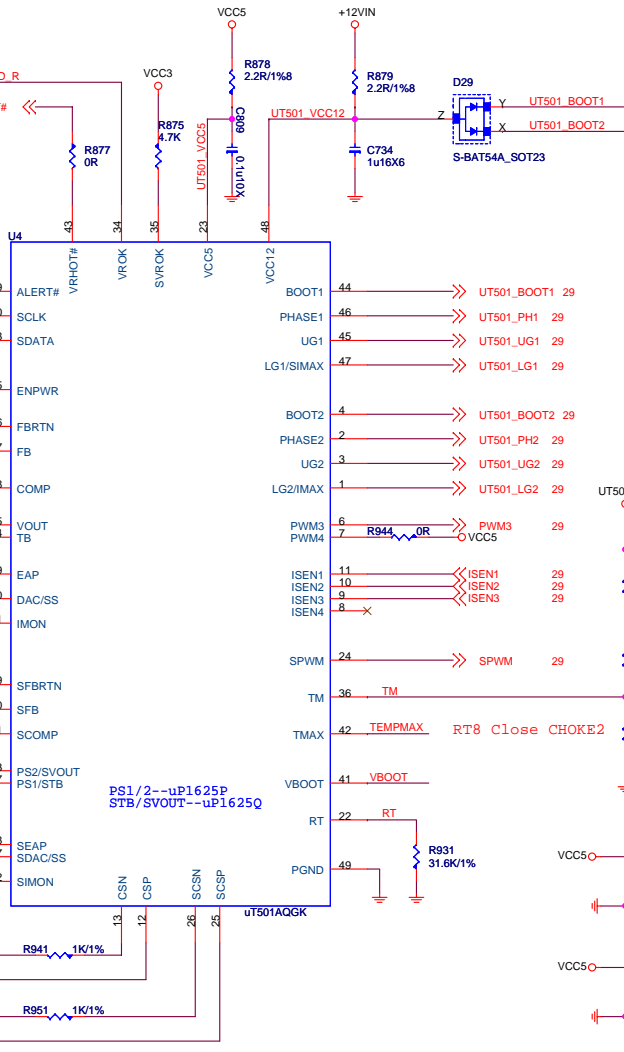 VCC5
+12VIN
R878
2.2R/1%8
R879
2.2R/1%8
D29
VCC3
UT501_VCC12
Z
Y
UT501_BOOT1
X
UT501_BOOT2
S-BAT54A_SOT23
C809
0.1u10X
UT501_VCC5
R875
4.7K
R877
0R
C734
1u16X6
43
34
35
23
48
U4
VRHOT#
VROK
SVROK
VCC5
VCC12
ALERT#
SCLK
SDATA
ENPWR
FBRTN
FB
COMP
VOUT
TB
EAP
DAC/SS
IMON
SFBRTN
SFB
SCOMP
PS2/SVOUT
PS1/STB
SEAP
SDAC/SS
SIMON
BOOT1 44 UT501_BOOT1 29
PHASE1 46 UT501_PH1 29
UG1 45 UT501_UG1 29
LG1/SIMAX 47 UT501_LG1 29
BOOT2 4 UT501_BOOT2 29
PHASE2 2 UT501_PH2 29
UG2 3 UT501_UG2 29
LG2/IMAX 1 UT501_LG2 29
PWM3 6 PWM3 29
PWM4 7 R944 0R VCC5
ISEN1 11 ISEN1 29
ISEN2 10 ISEN2 29
ISEN3 9 ISEN3 29
ISEN4 8
SPWM 24 SPWM 29
TM 36 TM
TMAX 42 TEMPMAX
RT8 Close CHOKE2
VBOOT 41 VBOOT
RT 22 RT
R931
31.6K/1%
PGND 49
PS1/2--uP1625P
STB/SVOUT--uP1625Q
CSN
CSP
SCSN
SCSP
uT501AQGK
13
12
26
25
R941 1K/1%
R951 1K/1%
VCC5
VCC5